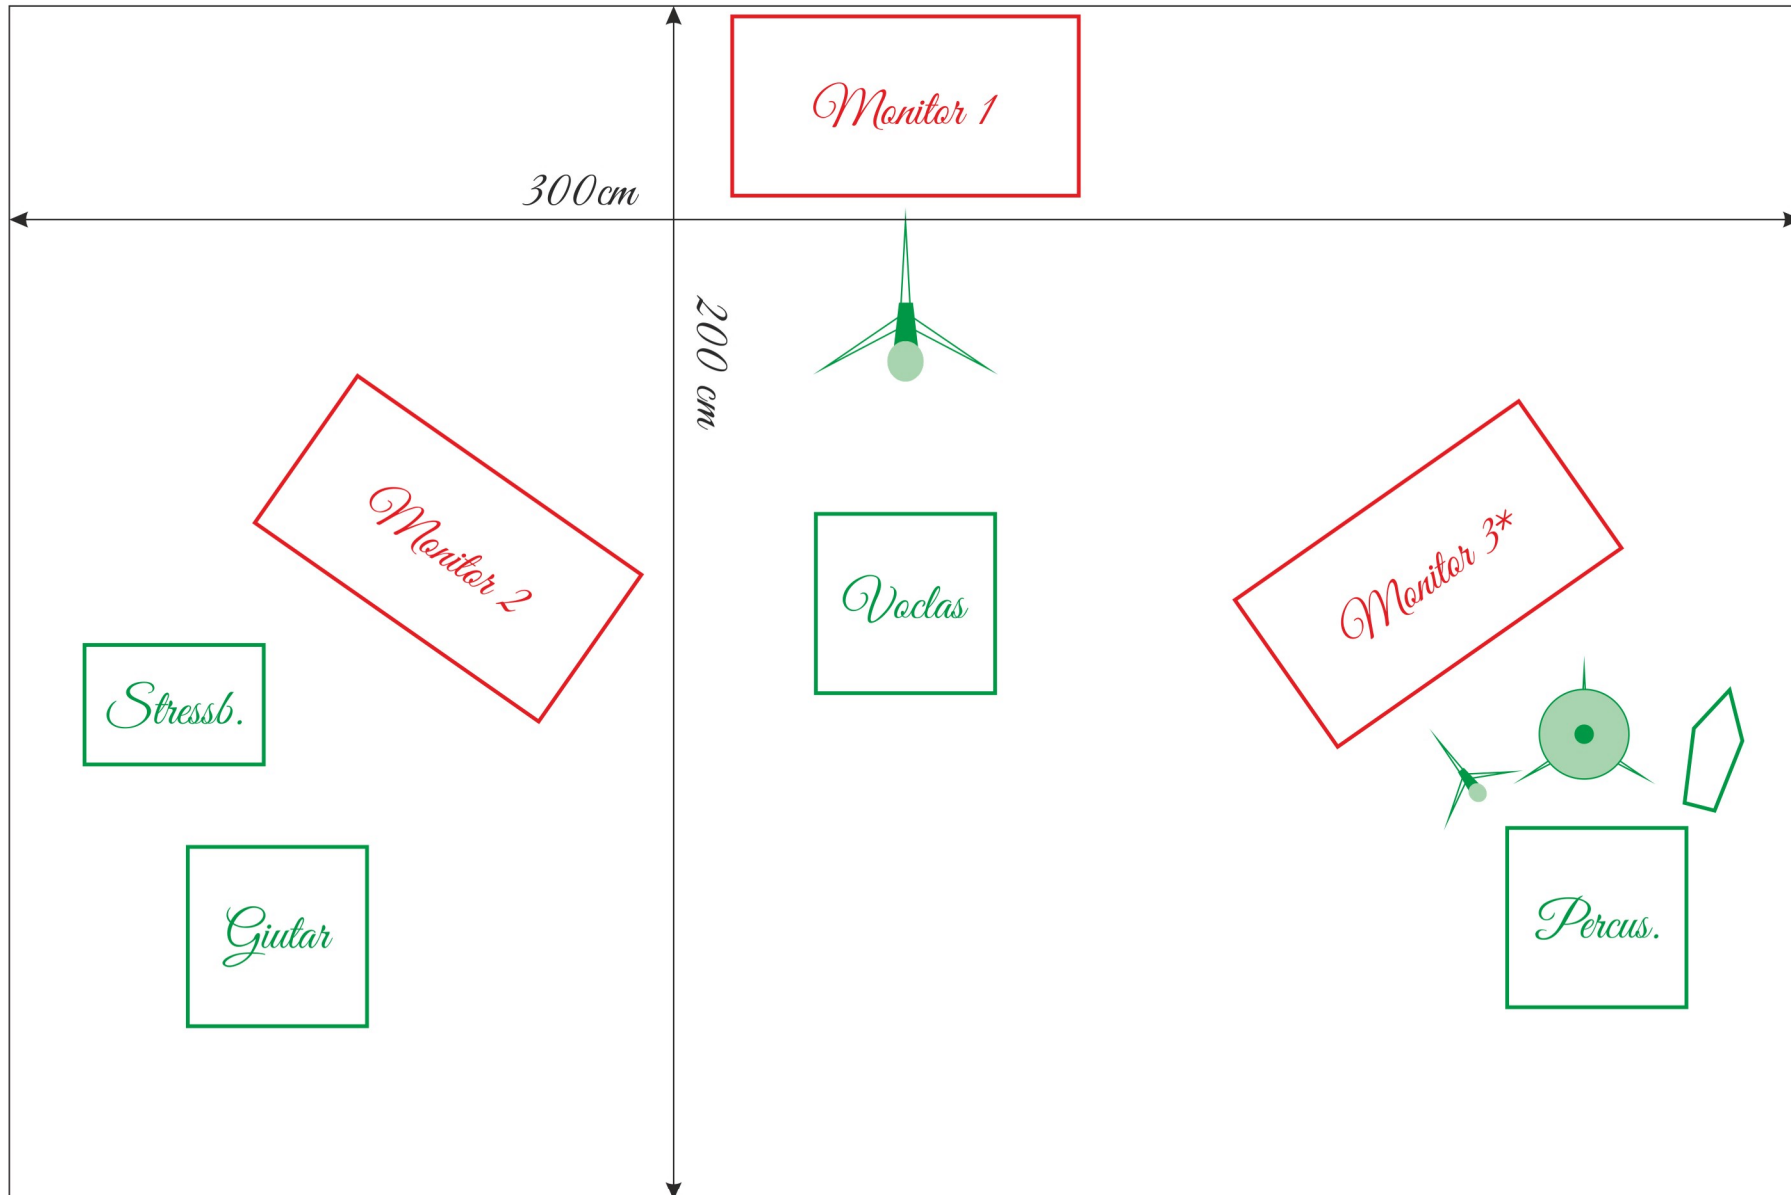 Monitor 1
300cm
200 cm
Monitor 2
Voclas
Monitor 3*
Stressb.
Giutar
Percus.